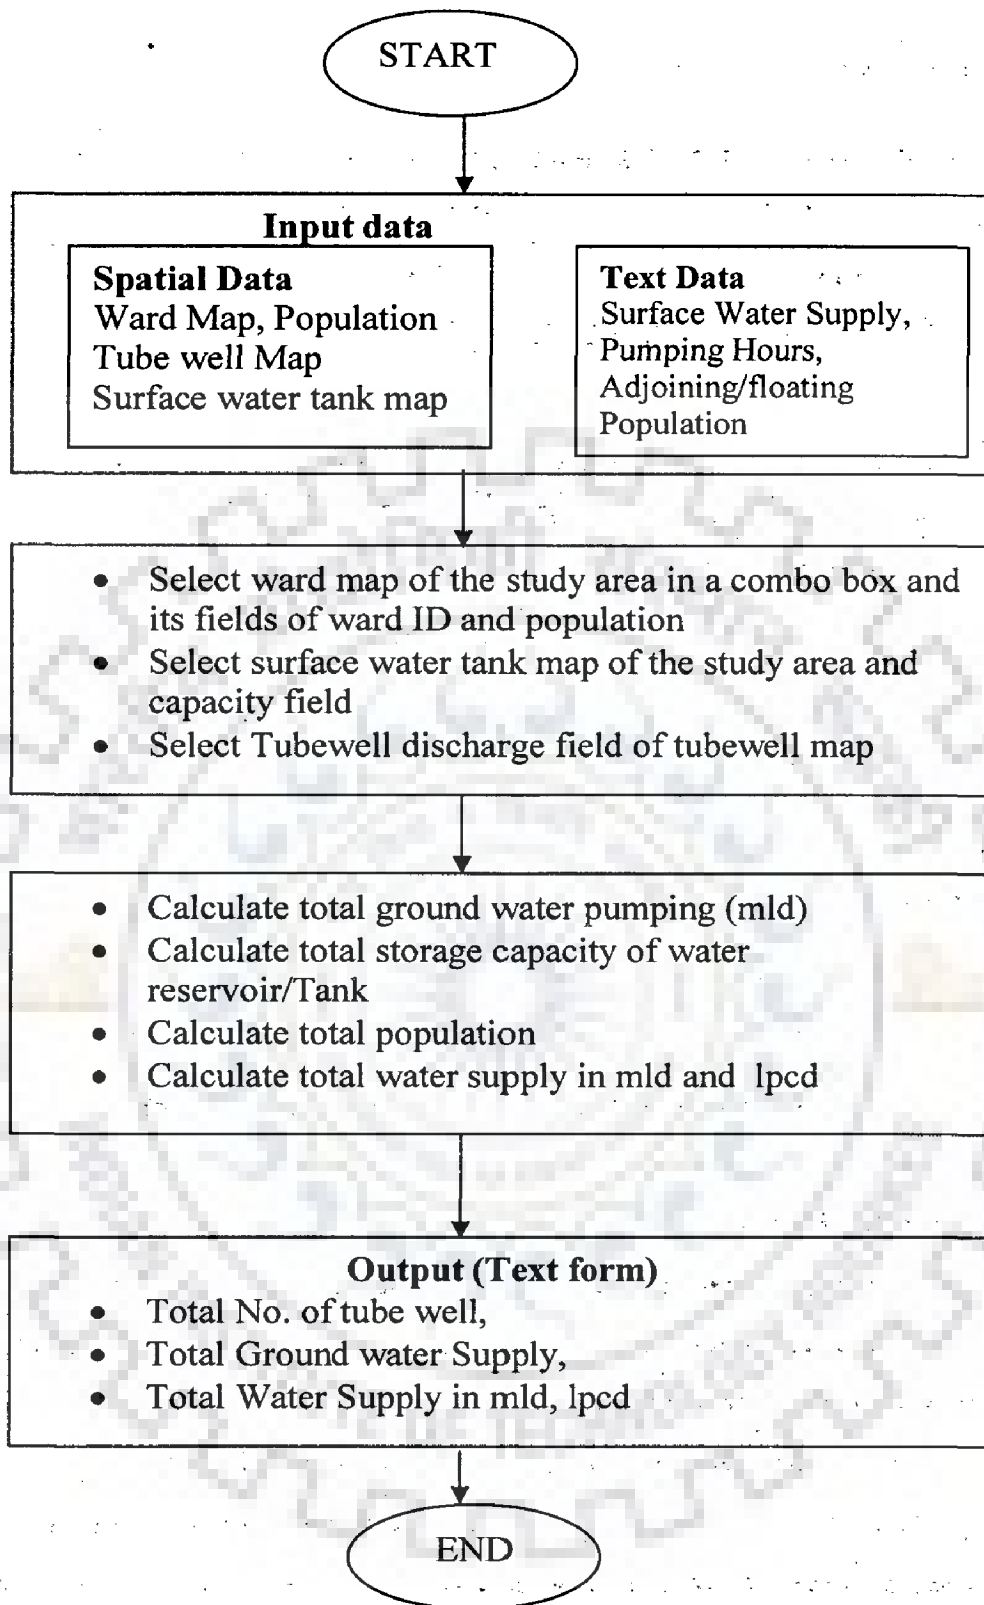 START
Input data
Spatial Data
Ward Map, Population
Tube well Map
Surface water tank map
Text Data
Surface Water Supply,
Pumping Hours,
Adjoining/floating
Population
• Select ward map of the study area in a combo box and
its fields of ward ID and population
• Select surface water tank map of the study area and
capacity field
• Select Tubewell discharge field of tubewell map
• Calculate total ground water pumping (mld)
• Calculate total storage capacity of water
reservoir/Tank
• Calculate total population
• Calculate total water supply in mld and lpcd
Output (Text form)
• Total No. of tube well,
• Total Ground water Supply,
• Total Water Supply in mld, lpcd
END